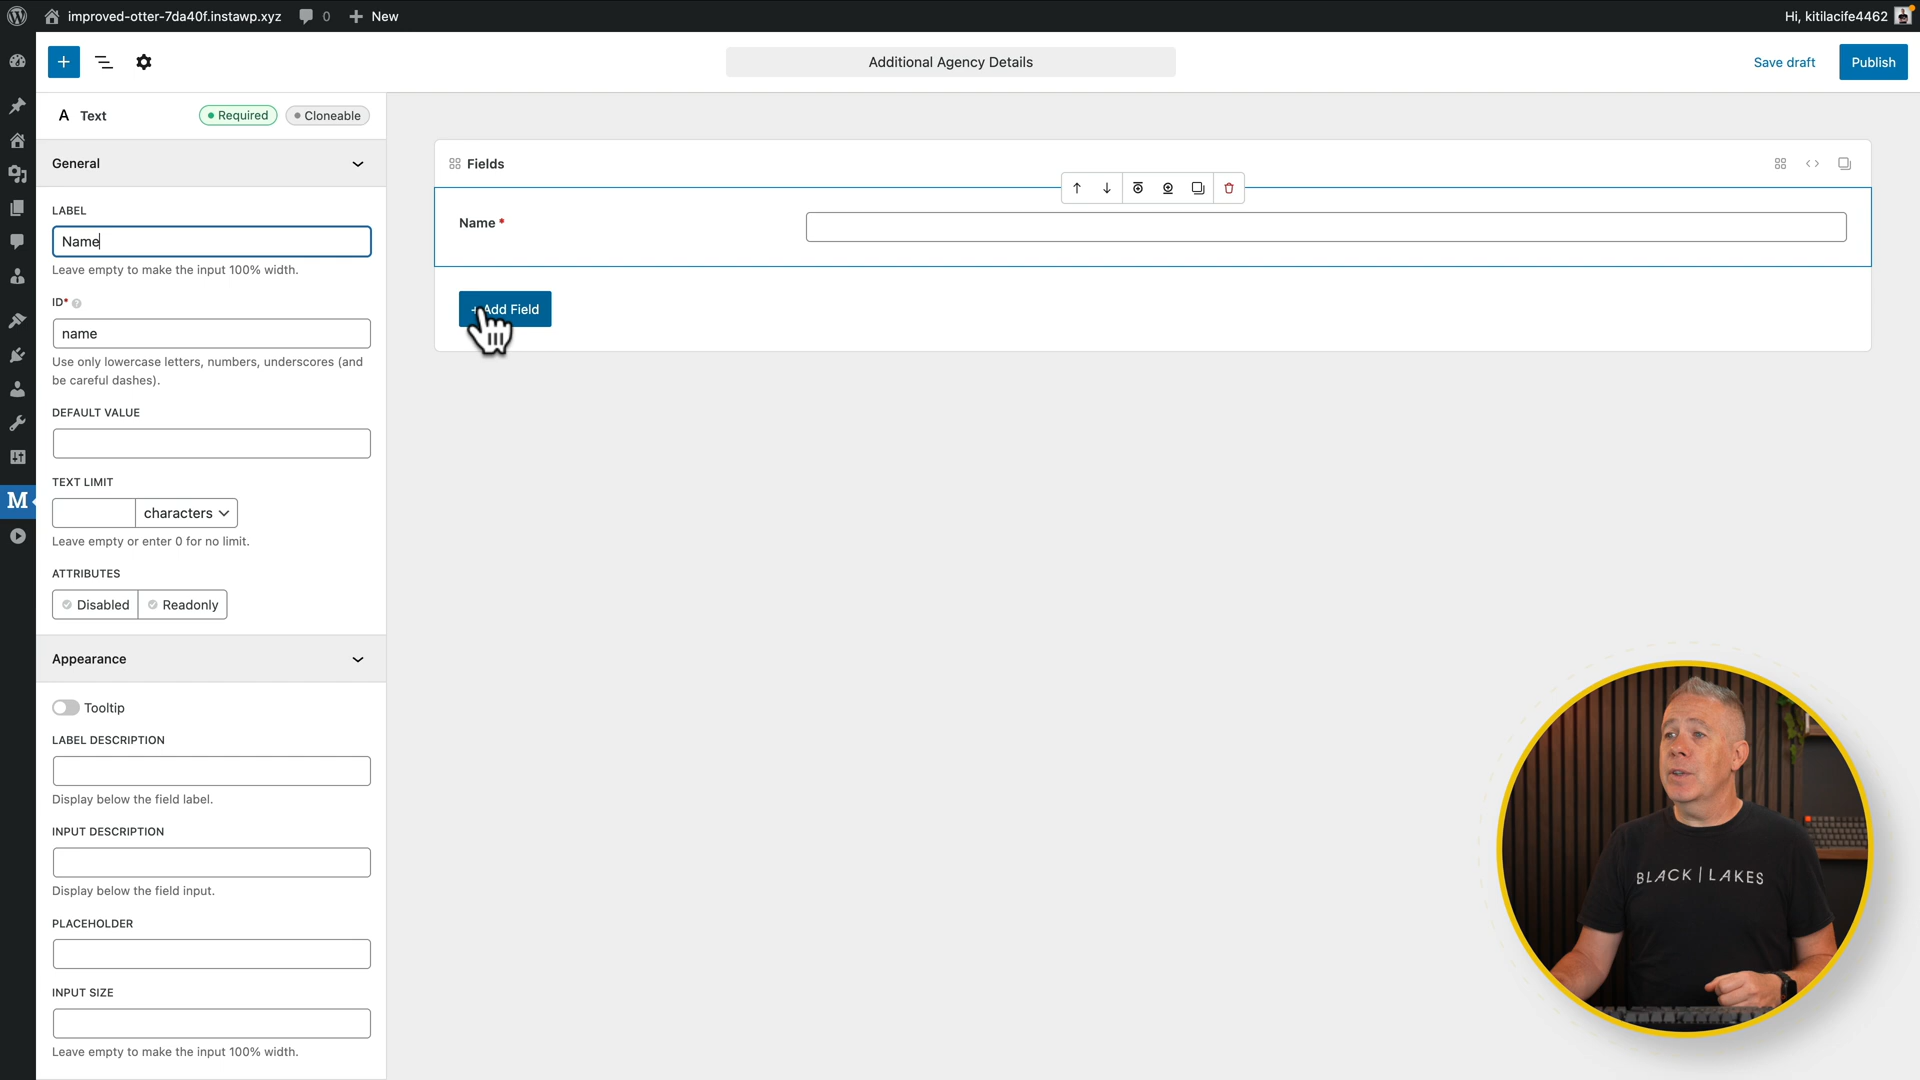 improved-otter-7da40f.instawp.xyz 0 New Hi, kitilacife4462
Additional Agency Details Save draft Publish
Text Required Cloneable
General
LABEL
Name
Leave empty to make the input 100% width.
ID*
name
Use only lowercase letters, numbers, underscores (and
be careful dashes).
DEFAULT VALUE
TEXT LIMIT
characters
Leave empty or enter 0 for no limit.
ATTRIBUTES
Disabled Readonly
Appearance
Tooltip
LABEL DESCRIPTION
Display below the field label.
INPUT DESCRIPTION
Display below the field input.
PLACEHOLDER
INPUT SIZE
Leave empty to make the input 100% width.
Fields
Name *
+ Add Field
M
BLACK | LAKES